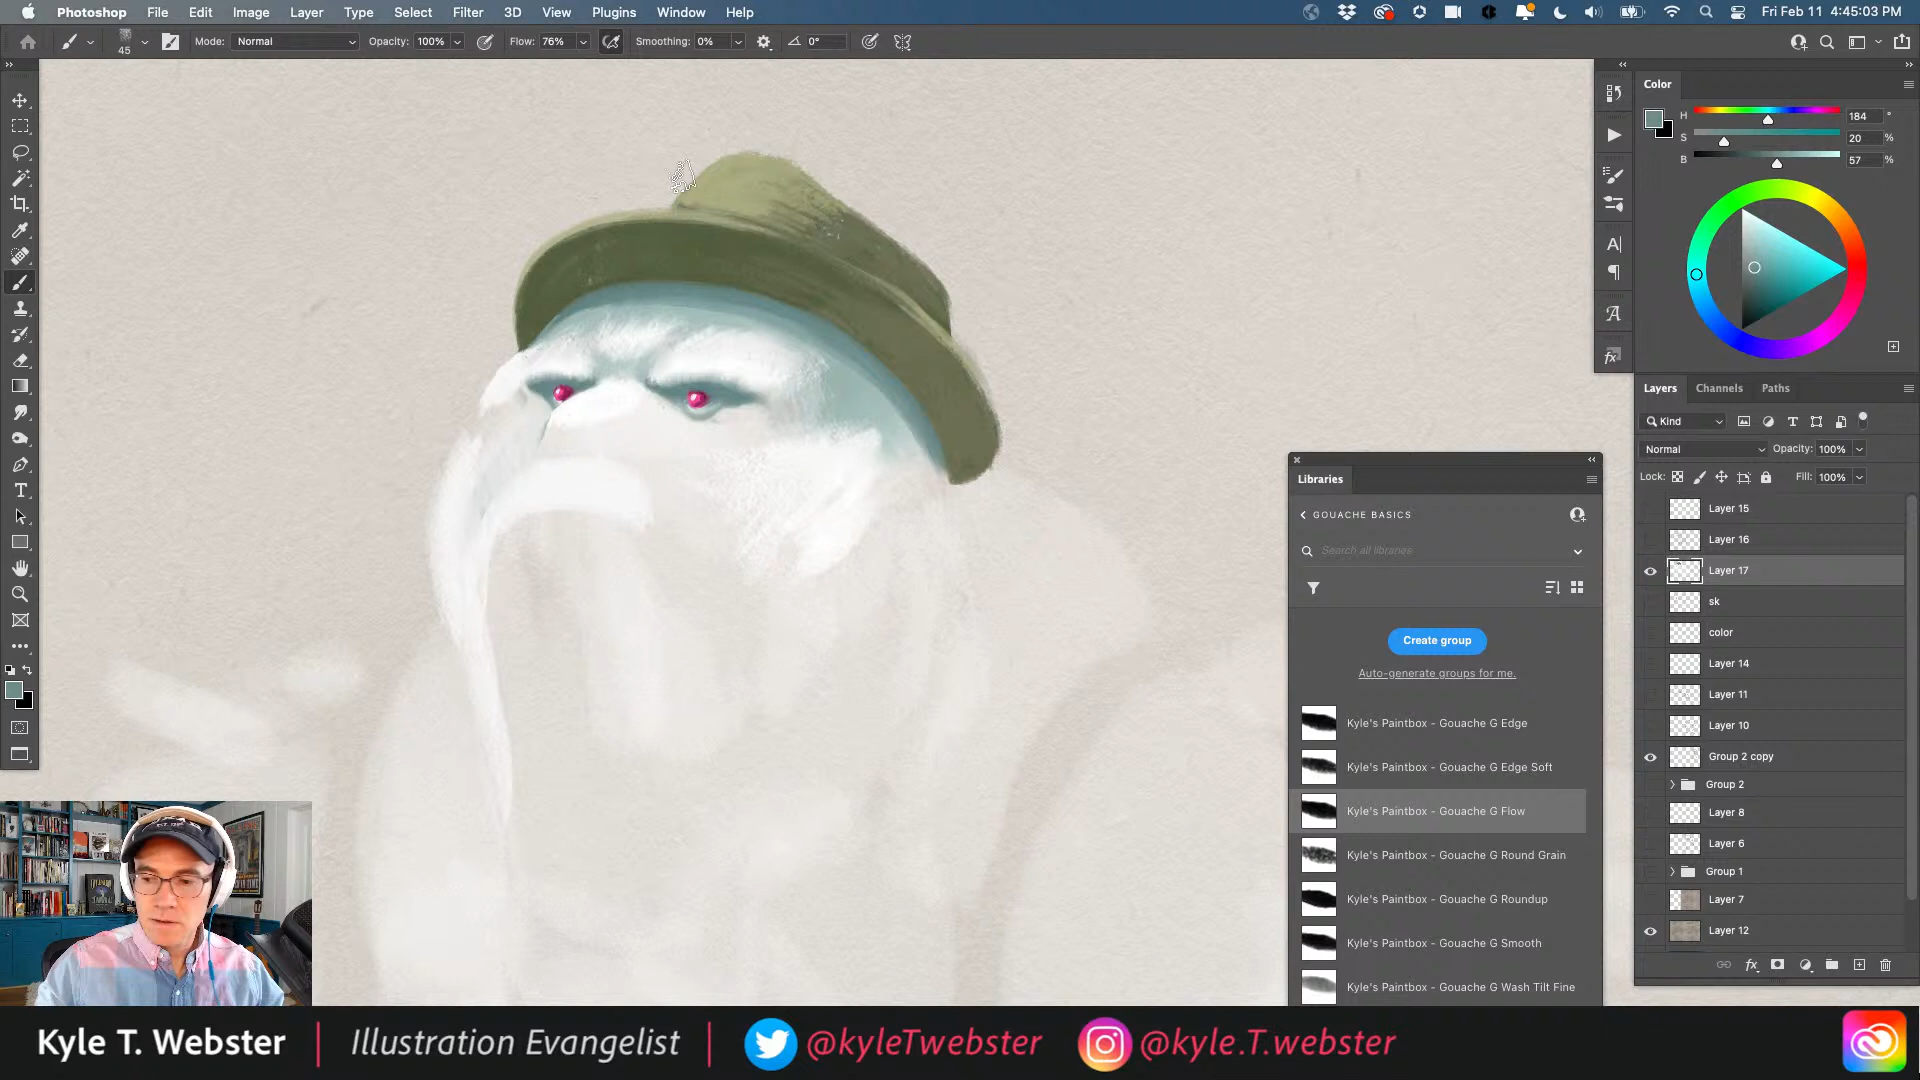 Photoshop File Edit Image Layer Type Select Filter 3D View Plugins Window Help Fri Feb 11 4:45:03 PM
45 Mode: Normal Opacity: 100% Flow: 76% Smoothing: 0% 0°
Color
H 184 °
S 20 %
B 57 %
Layers Channels Paths
Kind
Normal Opacity: 100%
Lock: Fill: 100%
Layer 15
Layer 16
Layer 17
sk
color
Layer 14
Layer 11
Layer 10
Group 2 copy
Group 2
Layer 8
Layer 6
Group 1
Layer 7
Layer 12
Libraries
GOUACHE BASICS
Search all libraries
Create group
Auto-generate groups for me.
Kyle's Paintbox - Gouache G Edge
Kyle's Paintbox - Gouache G Edge Soft
Kyle's Paintbox - Gouache G Flow
Kyle's Paintbox - Gouache G Round Grain
Kyle's Paintbox - Gouache G Roundup
Kyle's Paintbox - Gouache G Smooth
Kyle's Paintbox - Gouache G Wash Tilt Fine
Kyle T. Webster | Illustration Evangelist | @kyleTwebster @kyle.T.webster